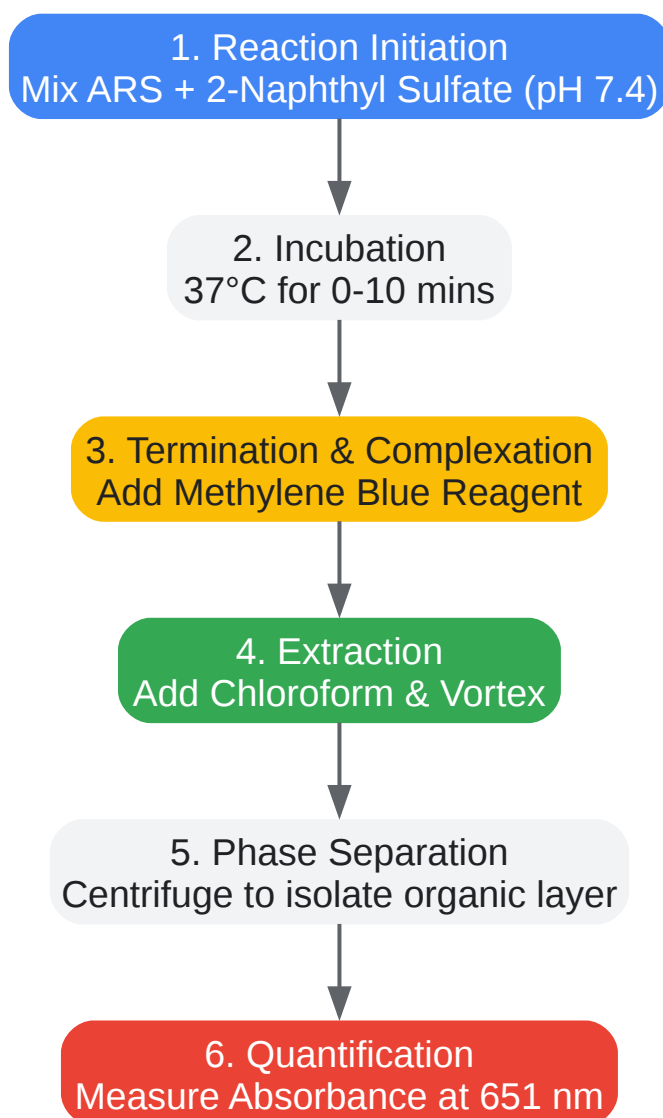 1. Reaction Initiation
Mix ARS + 2-Naphthyl Sulfate (pH 7.4)
2. Incubation
37°C for 0-10 mins
3. Termination & Complexation
Add Methylene Blue Reagent
4. Extraction
Add Chloroform & Vortex
5. Phase Separation
Centrifuge to isolate organic layer
6. Quantification
Measure Absorbance at 651 nm